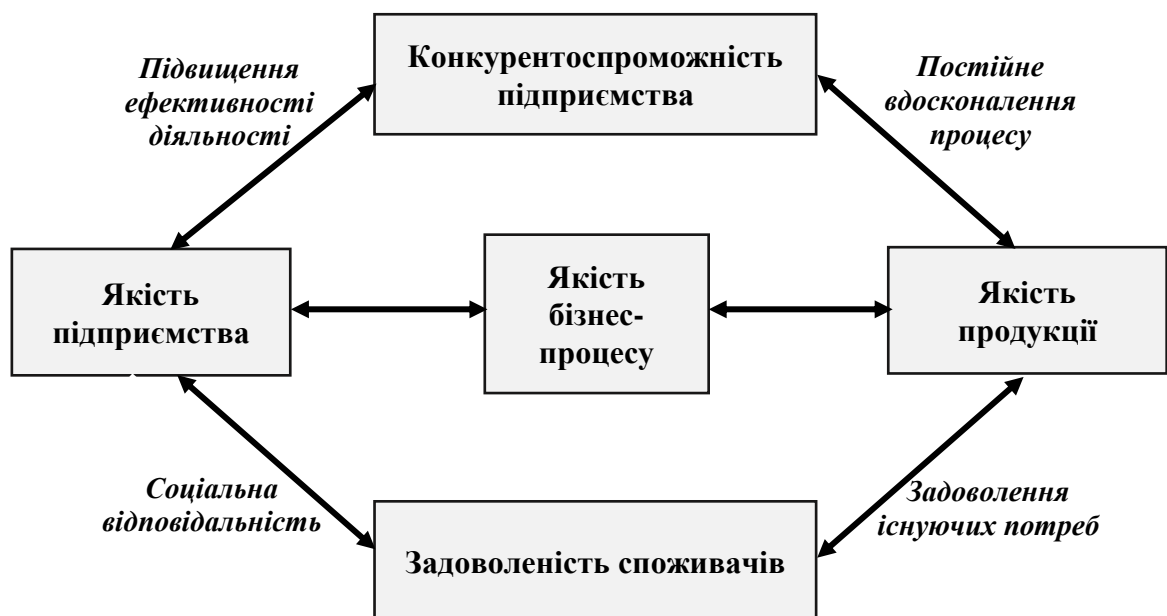 Конкурентоспроможність
підприємства
Підвищення
ефективності
діяльності
Постійне
вдосконалення
процесу
Якість
підприємства
Якість
бізнес-
процесу
Якість
продукції
Соціальна
відповідальність
Задоволення
існуючих потреб
Задоволеність споживачів